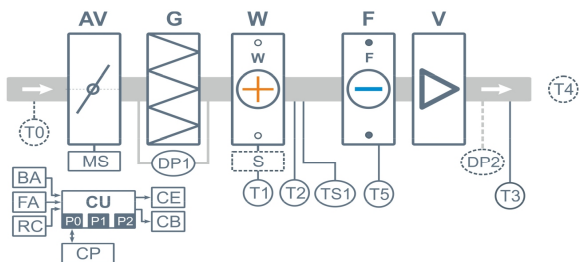 AV G W F V
W F
T0 T4
MS DP1 S DP2
T1 T2 TS1 T5 T3
BA CU CE
FA P0 P1 P2 CB
RC
CP